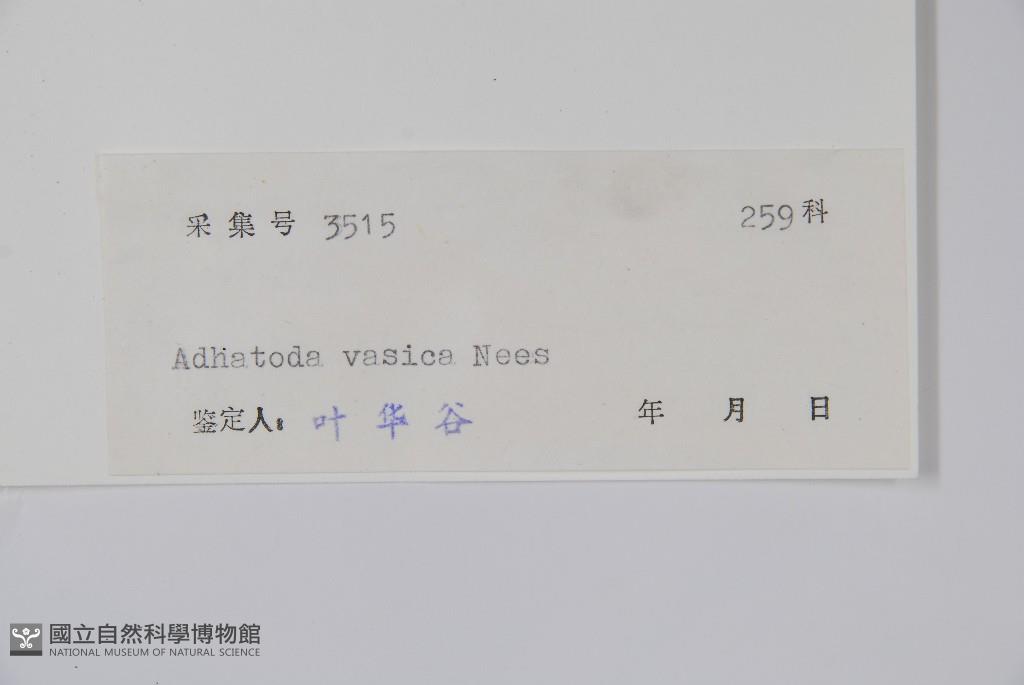 采集号 3515 259科
Adhatoda vasica Nees
鉴定人: 叶华谷 年 月 日
國立自然科學博物館
NATIONAL MUSEUM OF NATURAL SCIENCE